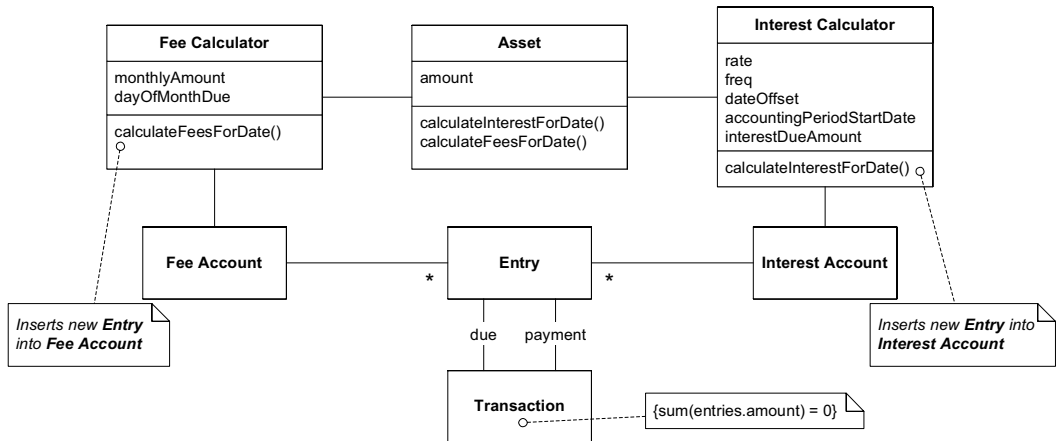 Fee Calculator
monthlyAmount
dayOfMonthDue
calculateFeesForDate()
Asset
amount
calculateInterestForDate()
calculateFeesForDate()
Interest Calculator
rate
freq
dateOffset
accountingPeriodStartDate
interestDueAmount
calculateInterestForDate()
Fee Account
*
Entry
*
Interest Account
Inserts new Entry
into Fee Account
due
payment
Inserts new Entry into
Interest Account
Transaction
{sum(entries.amount) = 0}